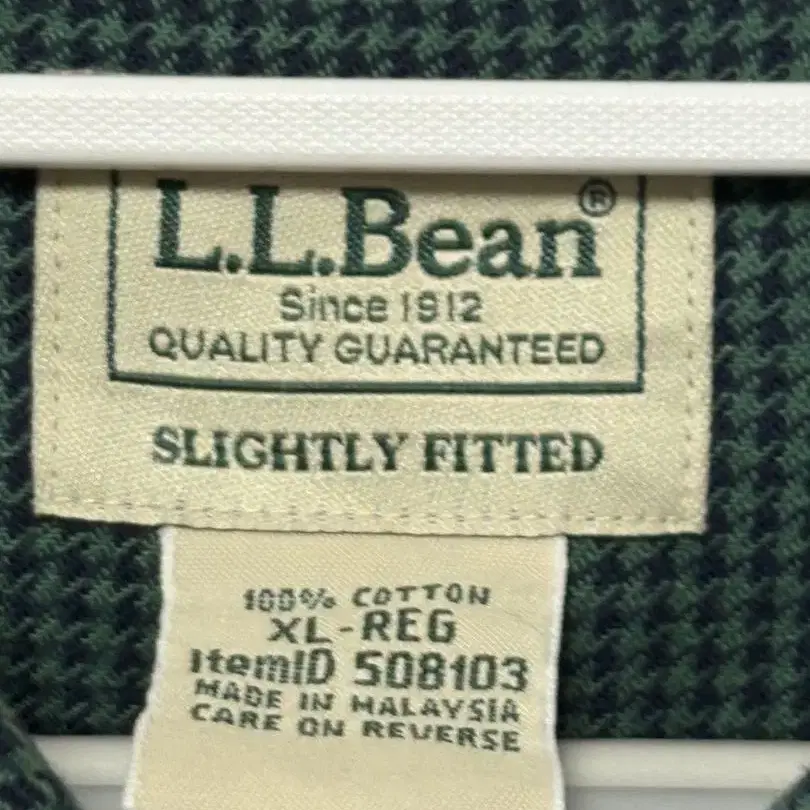 L.L.Bean®
Since 1912
QUALITY GUARANTEED
SLIGHTLY FITTED
100% COTTON
XL-REG
ItemID 508103
MADE IN MALAYSIA
CARE ON REVERSE